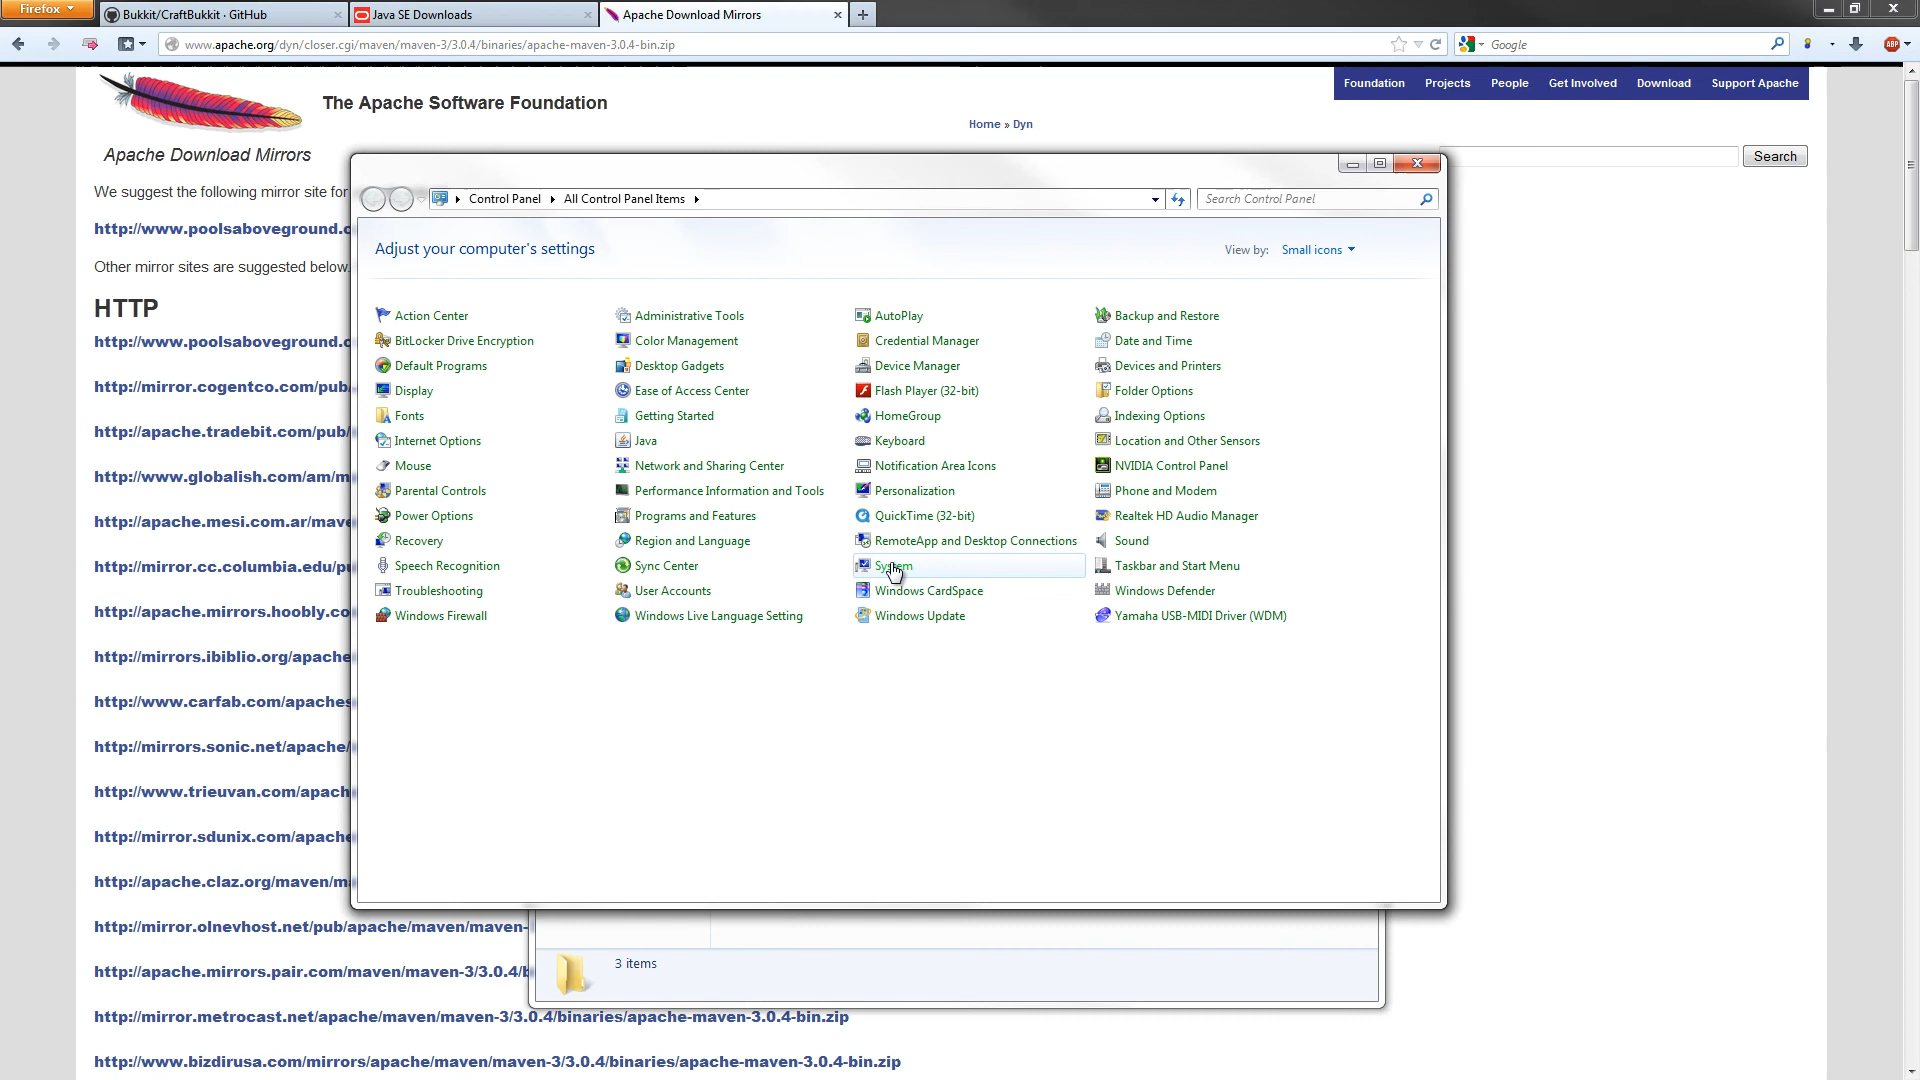 Firefox
Bukkit/CraftBukkit · GitHub
Java SE Downloads
Apache Download Mirrors
www.apache.org/dyn/closer.cgi/maven/maven-3/3.0.4/binaries/apache-maven-3.0.4-bin.zip
Google
ABP
The Apache Software Foundation
Foundation Projects People Get Involved Download Support Apache
Home » Dyn
Apache Download Mirrors
Search
We suggest the following mirror site for
http://www.poolsaboveground.c
Other mirror sites are suggested below.
HTTP
http://www.poolsaboveground.c
http://mirror.cogentco.com/pub
http://apache.tradebit.com/pub/
http://www.globalish.com/am/m
http://apache.mesi.com.ar/mave
http://mirror.cc.columbia.edu/pu
http://apache.mirrors.hoobly.co
http://mirrors.ibiblio.org/apache
http://www.carfab.com/apaches
http://mirrors.sonic.net/apache/
http://www.trieuvan.com/apach
http://mirror.sdunix.com/apache
http://apache.claz.org/maven/m
http://mirror.olnevhost.net/pub/apache/maven/maven-
http://apache.mirrors.pair.com/maven/maven-3/3.0.4/b
http://mirror.metrocast.net/apache/maven/maven-3/3.0.4/binaries/apache-maven-3.0.4-bin.zip
http://www.bizdirusa.com/mirrors/apache/maven/maven-3/3.0.4/binaries/apache-maven-3.0.4-bin.zip
Control Panel
All Control Panel Items
Search Control Panel
Adjust your computer's settings
View by: Small icons
Action Center
Administrative Tools
AutoPlay
Backup and Restore
BitLocker Drive Encryption
Color Management
Credential Manager
Date and Time
Default Programs
Desktop Gadgets
Device Manager
Devices and Printers
Display
Ease of Access Center
Flash Player (32-bit)
Folder Options
Fonts
Getting Started
HomeGroup
Indexing Options
Internet Options
Java
Keyboard
Location and Other Sensors
Mouse
Network and Sharing Center
Notification Area Icons
NVIDIA Control Panel
Parental Controls
Performance Information and Tools
Personalization
Phone and Modem
Power Options
Programs and Features
QuickTime (32-bit)
Realtek HD Audio Manager
Recovery
Region and Language
RemoteApp and Desktop Connections
Sound
Speech Recognition
Sync Center
System
Taskbar and Start Menu
Troubleshooting
User Accounts
Windows CardSpace
Windows Defender
Windows Firewall
Windows Live Language Setting
Windows Update
Yamaha USB-MIDI Driver (WDM)
3 items